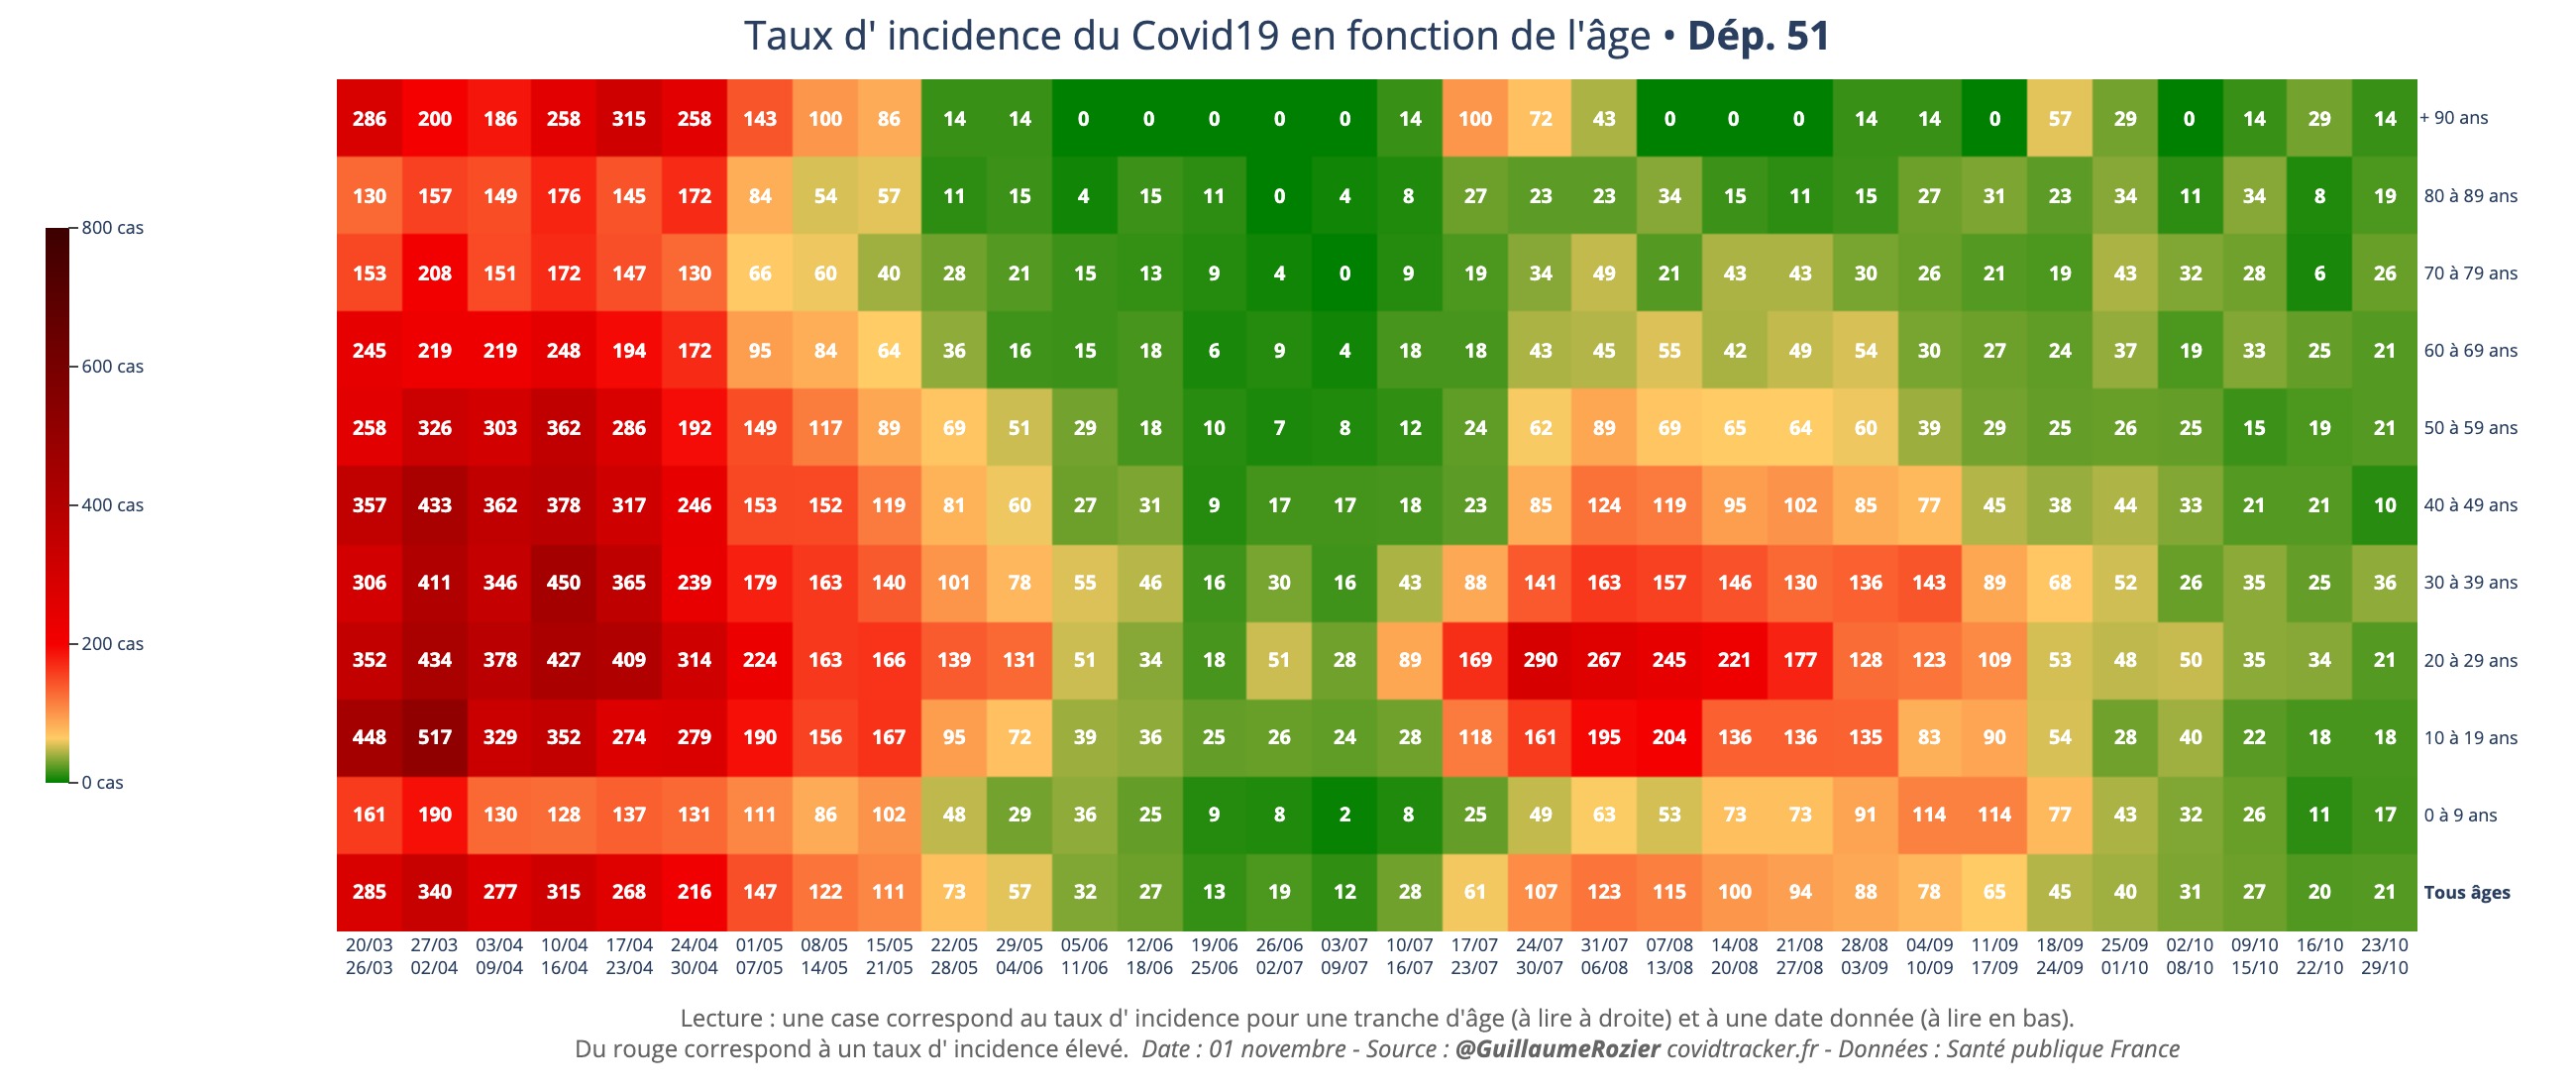 Taux d' incidence du Covid19 en fonction de l'âge • Dép. 51
800 cas
600 cas
400 cas
200 cas
0 cas
286 200 186 258 315 258 143 100 86 14 14 0 0 0 0 0 14 100 72 43 0 0 0 14 14 0 57 29 0 14 29 14 + 90 ans
130 157 149 176 145 172 84 54 57 11 15 4 15 11 0 4 8 27 23 23 34 15 11 15 27 31 23 34 11 34 8 19 80 à 89 ans
153 208 151 172 147 130 66 60 40 28 21 15 13 9 4 0 9 19 34 49 21 43 43 30 26 21 19 43 32 28 6 26 70 à 79 ans
245 219 219 248 194 172 95 84 64 36 16 15 18 6 9 4 18 18 43 45 55 42 49 54 30 27 24 37 19 33 25 21 60 à 69 ans
258 326 303 362 286 192 149 117 89 69 51 29 18 10 7 8 12 24 62 89 69 65 64 60 39 29 25 26 25 15 19 21 50 à 59 ans
357 433 362 378 317 246 153 152 119 81 60 27 31 9 17 17 18 23 85 124 119 95 102 85 77 45 38 44 33 21 21 10 40 à 49 ans
306 411 346 450 365 239 179 163 140 101 78 55 46 16 30 16 43 88 141 163 157 146 130 136 143 89 68 52 26 35 25 36 30 à 39 ans
352 434 378 427 409 314 224 163 166 139 131 51 34 18 51 28 89 169 290 267 245 221 177 128 123 109 53 48 50 35 34 21 20 à 29 ans
448 517 329 352 274 279 190 156 167 95 72 39 36 25 26 24 28 118 161 195 204 136 136 135 83 90 54 28 40 22 18 18 10 à 19 ans
161 190 130 128 137 131 111 86 102 48 29 36 25 9 8 2 8 25 49 63 53 73 73 91 114 114 77 43 32 26 11 17 0 à 9 ans
285 340 277 315 268 216 147 122 111 73 57 32 27 13 19 12 28 61 107 123 115 100 94 88 78 65 45 40 31 27 20 21 Tous âges
20/03 27/03 03/04 10/04 17/04 24/04 01/05 08/05 15/05 22/05 29/05 05/06 12/06 19/06 26/06 03/07 10/07 17/07 24/07 31/07 07/08 14/08 21/08 28/08 04/09 11/09 18/09 25/09 02/10 09/10 16/10 23/10
26/03 02/04 09/04 16/04 23/04 30/04 07/05 14/05 21/05 28/05 04/06 11/06 18/06 25/06 02/07 09/07 16/07 23/07 30/07 06/08 13/08 20/08 27/08 03/09 10/09 17/09 24/09 01/10 08/10 15/10 22/10 29/10
Lecture : une case correspond au taux d' incidence pour une tranche d'âge (à lire à droite) et à une date donnée (à lire en bas).
Du rouge correspond à un taux d' incidence élevé. Date : 01 novembre - Source : @GuillaumeRozier covidtracker.fr - Données : Santé publique France